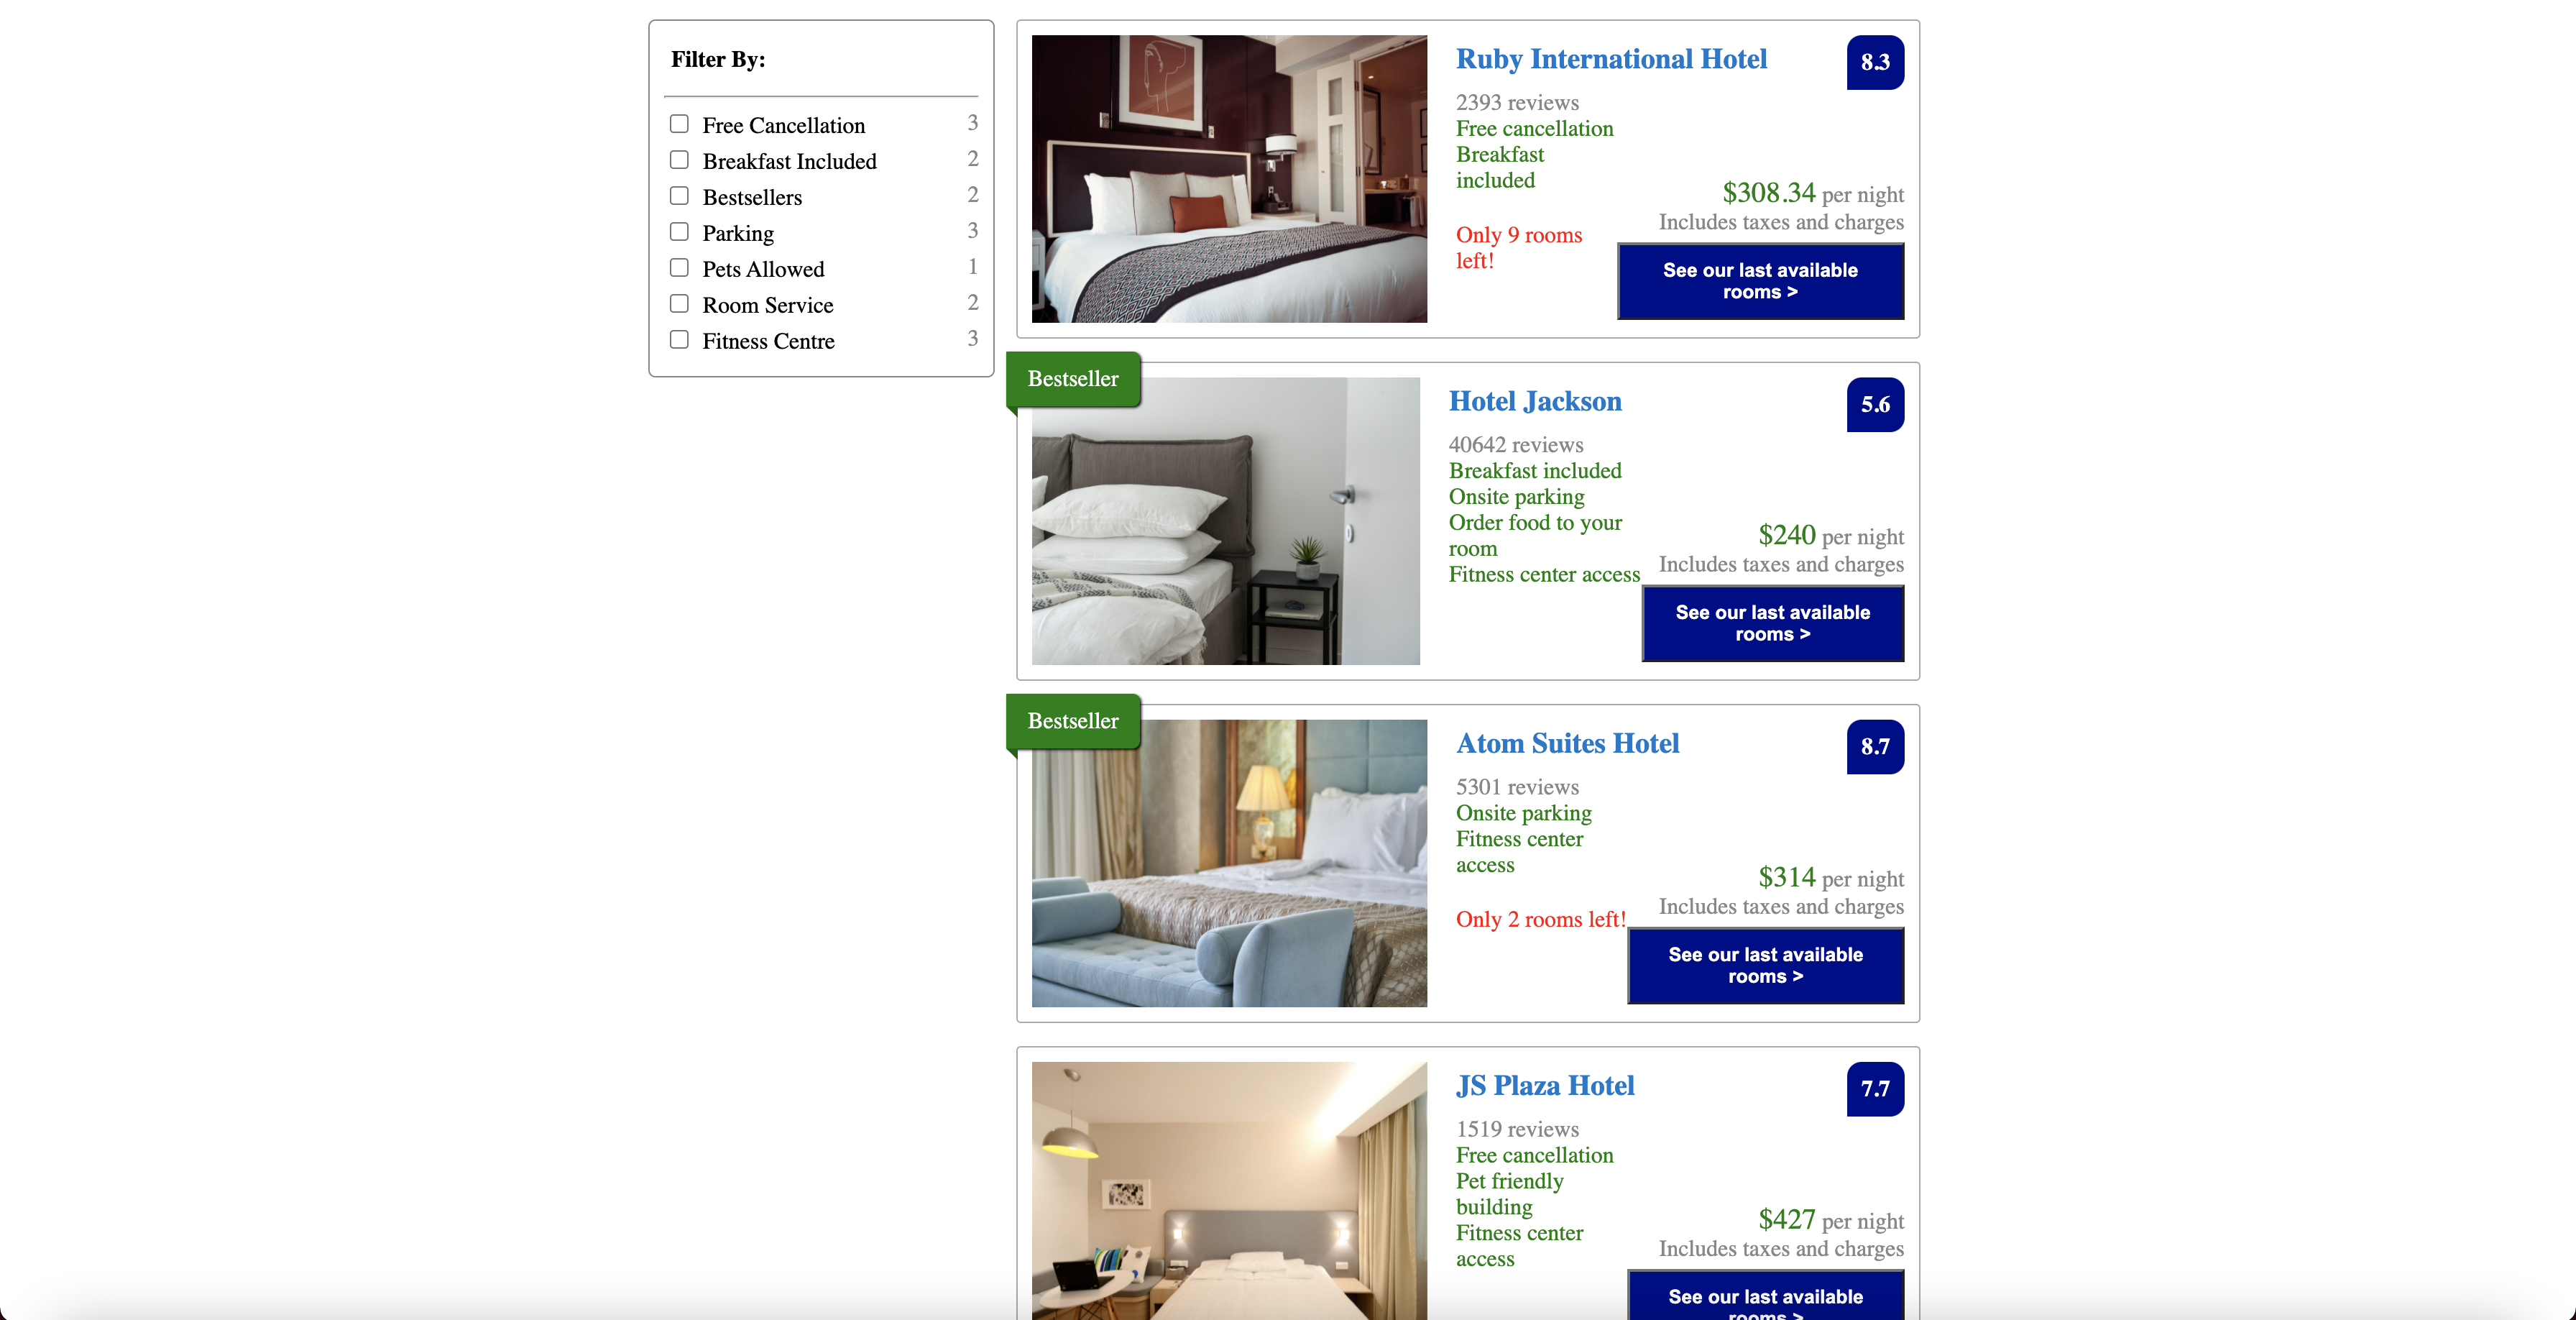 Filter By:
Free Cancellation 3
Breakfast Included 2
Bestsellers 2
Parking 3
Pets Allowed 1
Room Service 2
Fitness Centre 3
Ruby International Hotel
8.3
2393 reviews
Free cancellation
Breakfast
included
Only 9 rooms
left!
$308.34 per night
Includes taxes and charges
See our last available
rooms >
Bestseller
Hotel Jackson
5.6
40642 reviews
Breakfast included
Onsite parking
Order food to your
room
Fitness center access
$240 per night
Includes taxes and charges
See our last available
rooms >
Bestseller
Atom Suites Hotel
8.7
5301 reviews
Onsite parking
Fitness center
access
Only 2 rooms left!
$314 per night
Includes taxes and charges
See our last available
rooms >
JS Plaza Hotel
7.7
1519 reviews
Free cancellation
Pet friendly
building
Fitness center
access
$427 per night
Includes taxes and charges
See our last available
rooms >